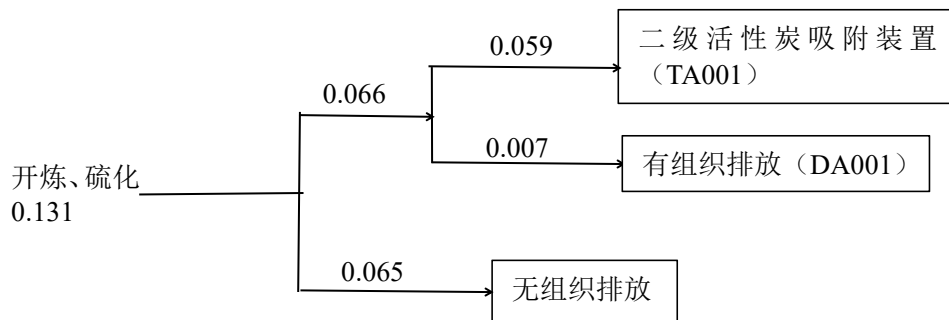 0.059
二级活性炭吸附装置
（TA001）
0.066
0.007
有组织排放（DA001）
开炼、硫化
0.131
0.065
无组织排放